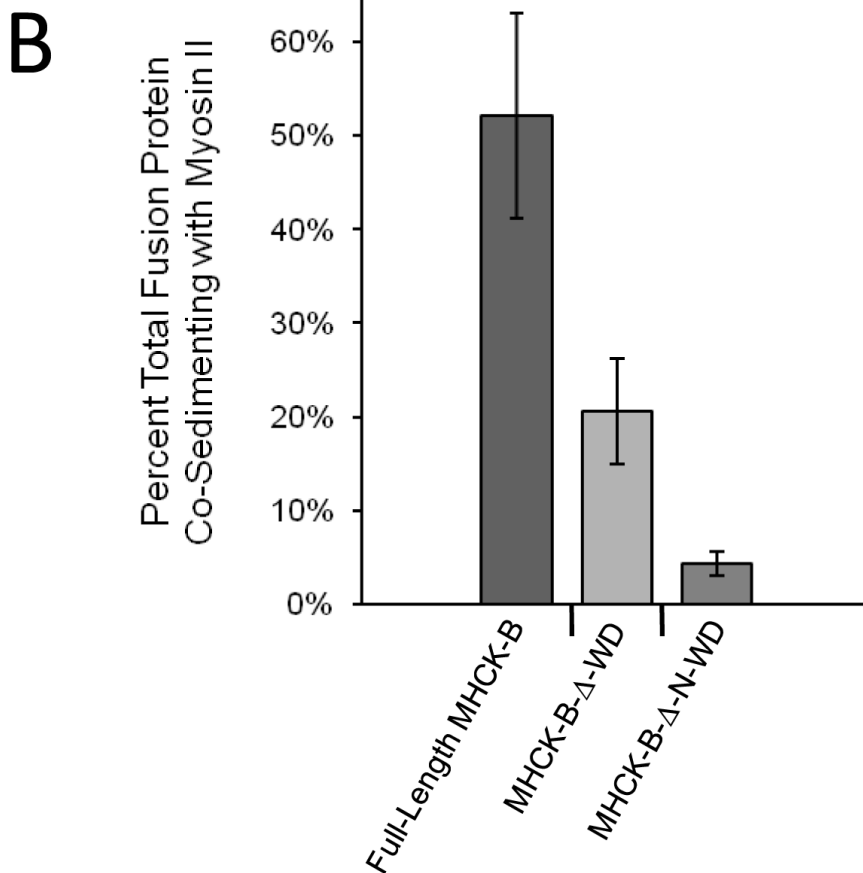 B
Percent Total Fusion Protein
Co-Sedimenting with Myosin II
60%
50%
40%
30%
20%
10%
0%
Full-Length MHCK-B
MHCK-B-Δ-WD
MHCK-B-Δ-N-WD